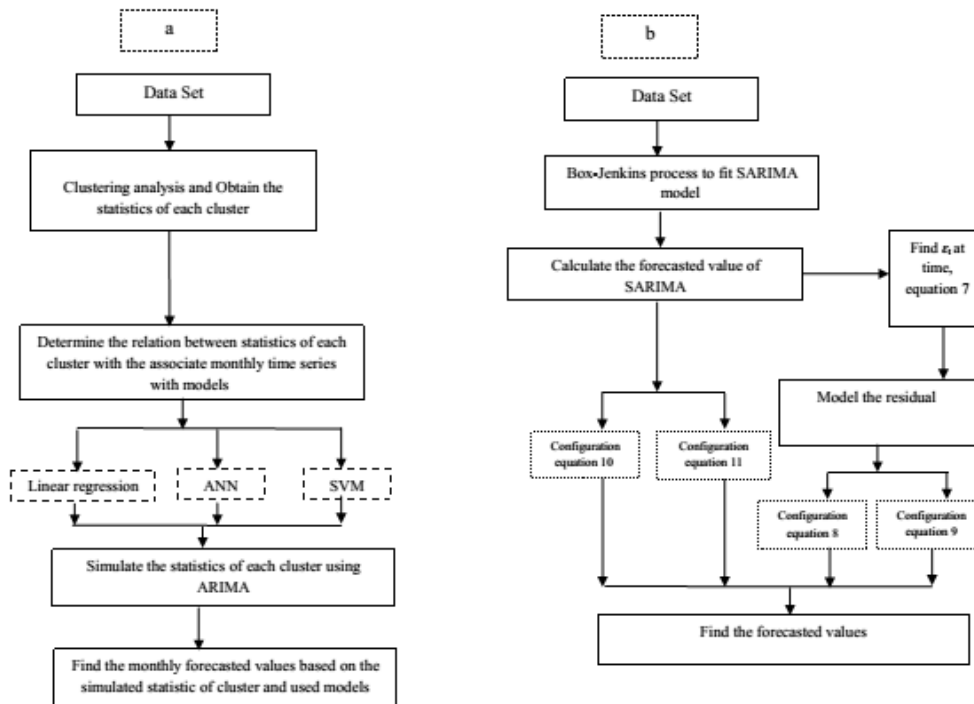 a
Data Set
Clustering analysis and Obtain the
statistics of each cluster
Determine the relation between statistics of each
cluster with the associate monthly time series
with models
Linear regression
ANN
SVM
Simulate the statistics of each cluster using
ARIMA
Find the monthly forecasted values based on the
simulated statistic of cluster and used models
b
Data Set
Box-Jenkins process to fit SARIMA
model
Calculate the forecasted value of
SARIMA
Find εt at
time,
equation 7
Model the residual
Configuration
equation 10
Configuration
equation 11
Configuration
equation 8
Configuration
equation 9
Find the forecasted values